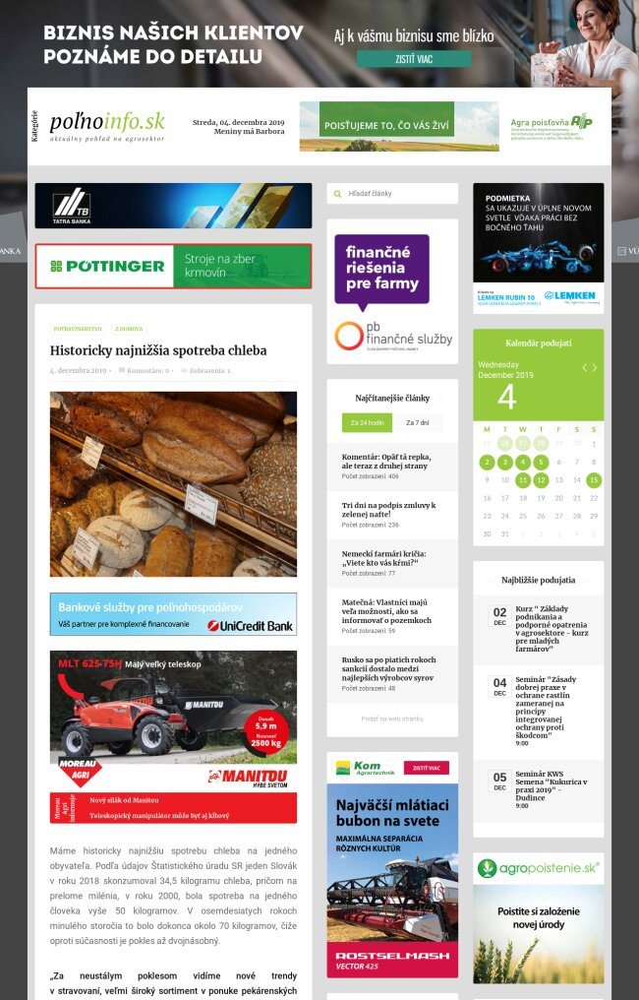 BIZNIS NAŠICH KLIENTOV
POZNÁME DO DETAILU
Aj k vášmu biznisu sme blízko
ZISTIŤ VIAC
Kategórie
poľnoinfo.sk
aktuálny pohľad na agrosektor
Streda, 04. decembra 2019
Meniny má Barbora
POISŤUJEME TO, ČO VÁS ŽIVÍ
Agra poisťovňa
TB
TATRA BANKA
PÖTTINGER
Stroje na zber
krmovín
POTRAVINÁRSTVO
Z DOMOVA
Historicky najnižšia spotreba chleba
4. decembra 2019
Komentáre: 0
Zobrazenia: 1
Bankové služby pre poľnohospodárov
Váš partner pre komplexné financovanie
UniCredit Bank
MLT 625-75H Malý veľký teleskop
MANITOU
Dosah
5,9 m
Nosnosť
2500 kg
MOREAU
AGRI
MANITOU
HYBE SVETOM
Moreau
Agri
informuje
Nový silák od Manitou
Teleskopický manipulátor môže byť aj kĺbový
Máme historicky najnižšiu spotrebu chleba na jedného
obyvateľa. Podľa údajov Štatistického úradu SR jeden Slovák
v roku 2018 skonzumoval 34,5 kilogramu chleba, pričom na
prelome milénia, v roku 2000, bola spotreba na jedného
človeka vyše 50 kilogramov. V osemdesiatych rokoch
minulého storočia to bolo dokonca okolo 70 kilogramov, čiže
oproti súčasnosti je pokles až dvojnásobný.
„Za neustálym poklesom vidíme nové trendy
v stravovaní, veľmi široký sortiment v ponuke pekárenských
Hľadať články
finančné
riešenia
pre farmy
pb
finančné služby
Najčítanejšie články
Za 24 hodín
Za 7 dní
Komentár: Opäť tá repka,
ale teraz z druhej strany
Počet zobrazení: 406
Tri dni na podpis zmluvy k
zelenej nafte!
Počet zobrazení: 236
Nemeckí farmári kričia:
„Viete kto vás kŕmi?“
Počet zobrazení: 77
Matečná: Vlastníci majú
veľa možností, ako sa
informovať o pozemkoch
Počet zobrazení: 59
Rusko sa po piatich rokoch
sankcií dostalo medzi
najlepších výrobcov syrov
Počet zobrazení: 48
Pridať na web stránku
Kom
Agrartechnik
ZISTIŤ VIAC
Najväčší mlátiaci
bubon na svete
MAXIMÁLNA SEPARÁCIA
RÔZNYCH KULTÚR
ROSTSELMASH
VECTOR 425
PODMIETKA
SA UKAZUJE V ÚPLNE NOVOM
SVETLE VĎAKA PRÁCI BEZ
BOČNÉHO ŤAHU
LEMKEN RUBIN 10
LEMKEN
Kalendár podujatí
Wednesday
December 2019
4
M T W T F S S
25 26 27 28 29 30 1
2 3 4 5 6 7 8
9 10 11 12 13 14 15
16 17 18 19 20 21 22
23 24 25 26 27 28 29
30 31 1 2 3 4 5
Najbližšie podujatia
02
DEC
Kurz " Základy
podnikania a
podporné opatrenia
v agrosektore - kurz
pre mladých
farmárov"
04
DEC
Seminár "Zásady
dobrej praxe v
ochrane rastlín
zameranej na
princípy
integrovanej
ochrany proti
škodcom"
9:00
05
DEC
Seminár KWS
Semena "Kukurica v
praxi 2019" -
Dudince
9:00
agropoistenie.sk
Poistite si založenie
novej úrody
ANKA
VÚ